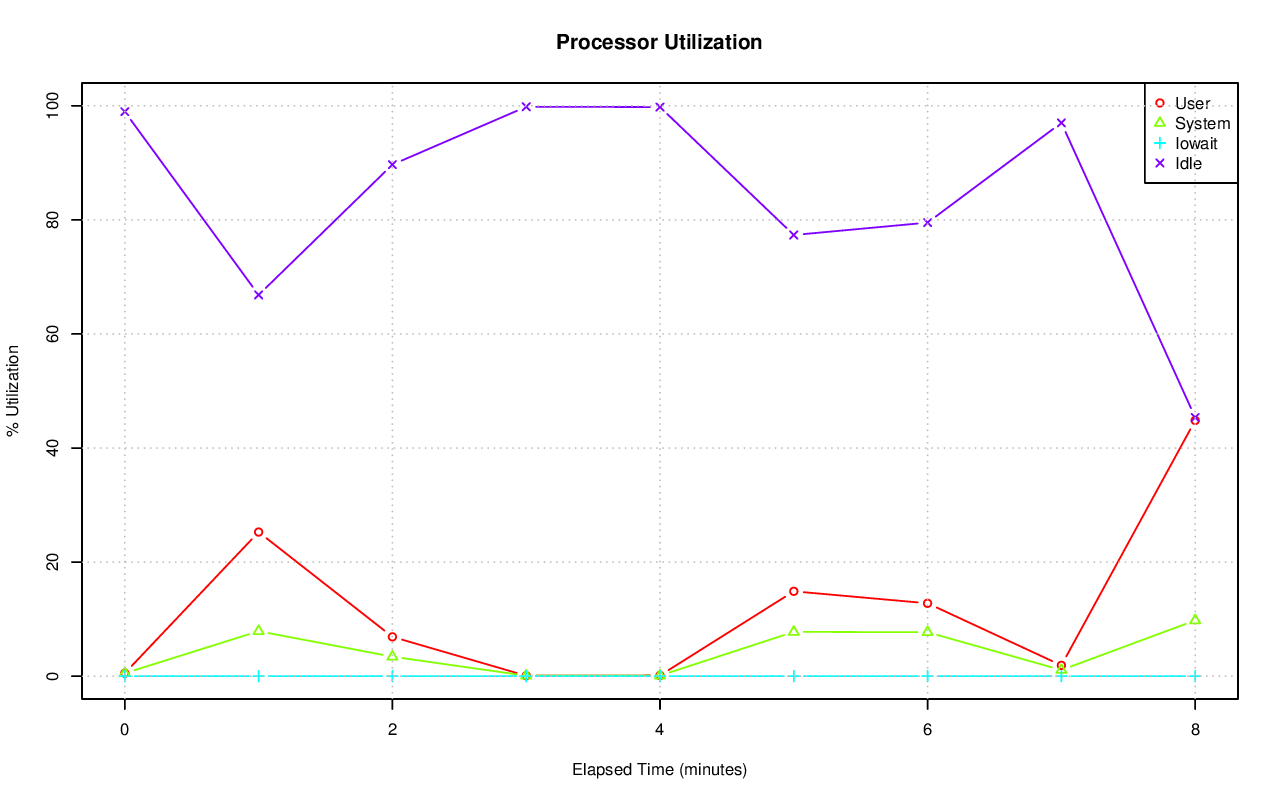 Processor Utilization
100
80
60
40
20
0
% Utilization
User
System
Iowait
Idle
0 2 4 6 8
Elapsed Time (minutes)